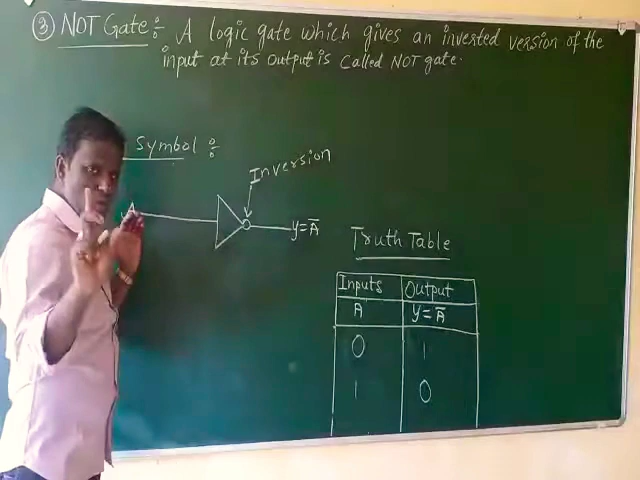 ③ NOT Gate÷ A logic gate which gives an inverted version of the
input at its output is called NOT gate.
Symbol ÷
Inversion
A
y=A̅
Truth Table
Inputs Output
A y=A̅
0 1
1 0